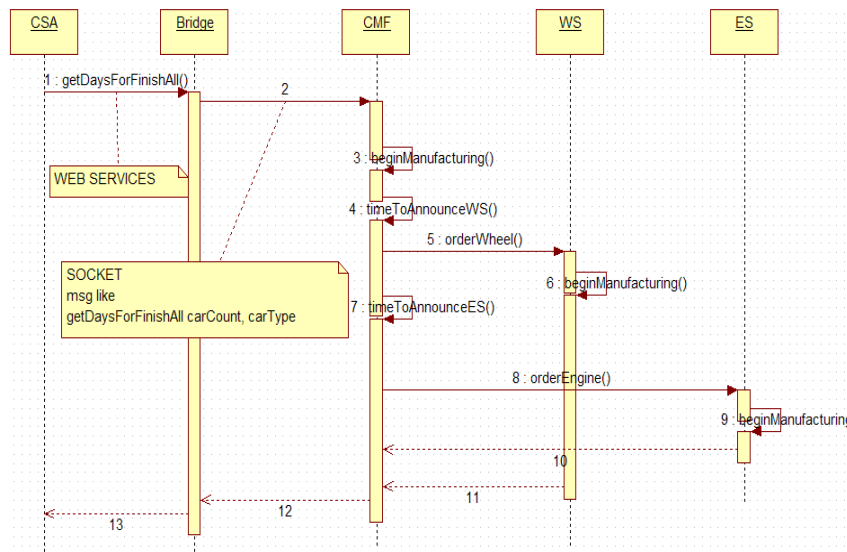 CSA
Bridge
CMF
WS
ES
1 : getDaysForFinishAll()
2
3 : beginManufacturing()
WEB SERVICES
4 : timeToAnnounceWS()
5 : orderWheel()
SOCKET
msg like
getDaysForFinishAll carCount, carType
6 : beginManufacturing()
7 : timeToAnnounceES()
8 : orderEngine()
9 : beginManufacturing
10
11
12
13